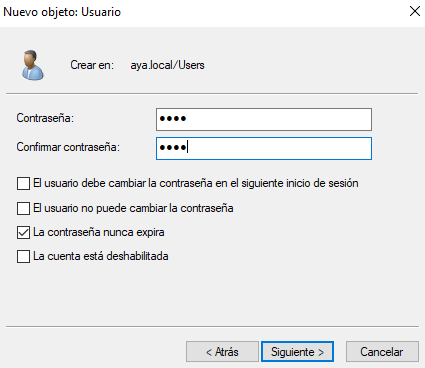 Nuevo objeto: Usuario
Crear en: aya.local/Users
Contraseña: ●●●●
Confirmar contraseña: ●●●●
El usuario debe cambiar la contraseña en el siguiente inicio de sesión
El usuario no puede cambiar la contraseña
La contraseña nunca expira
La cuenta está deshabilitada
< Atrás Siguiente > Cancelar